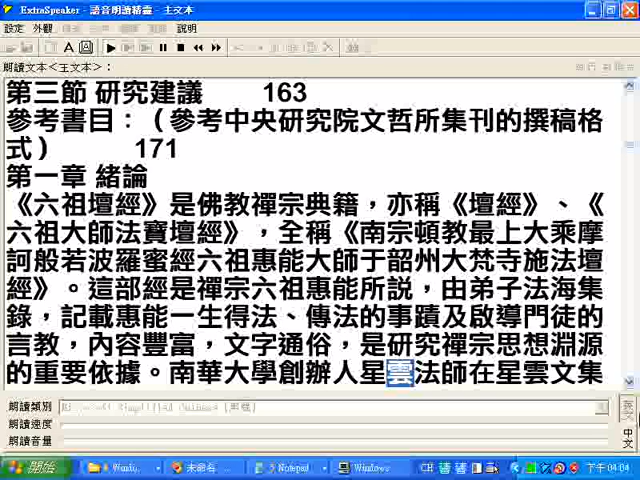 ExtraSpeaker - 語音朗讀精靈 - 主文本
設定 外觀 說明
朗讀文本<主文本>：
第三節 研究建議 163
參考書目：（參考中央研究院文哲所集刊的撰稿格
式） 171
第一章 緒論
《六祖壇經》是佛教禪宗典籍，亦稱《壇經》、《
六祖大師法寶壇經》，全稱《南宗頓教最上大乘摩
訶般若波羅蜜經六祖惠能大師于韶州大梵寺施法壇
經》。這部經是禪宗六祖惠能所説，由弟子法海集
錄，記載惠能一生得法、傳法的事蹟及啟導門徒的
言教，內容豐富，文字通俗，是研究禪宗思想淵源
的重要依據。南華大學創辦人星雲法師在星雲文集
朗讀類別
英文
朗讀速度
中文
朗讀音量
開始 Windo.. 未命名 ... Notepad Windows CH 下午 04:04